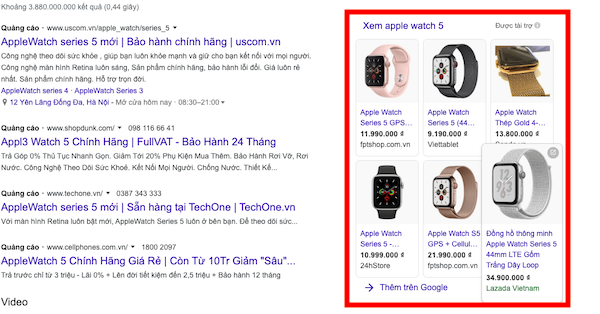 Khoảng 3.880.000.000 kết quả (0,44 giây)
Quảng cáo · www.uscom.vn/apple_watch/series_5
AppleWatch series 5 mới | Bảo hành chính hãng | uscom.vn
Công nghệ theo dõi sức khỏe , giúp bạn luôn khỏe mạnh và giữ cho bạn kết nối với mọi người.
Công nghệ màn hình Retina luôn bật, Sản phẩm chính hãng, bảo hành lỗi đổi. Giá luôn rẻ
nhất. Sản phẩm chính hãng. Hỗ trợ trọn đời.
AppleWatch series 4 · AppleWatch Series 3
12 Yên Lãng Đống Đa, Hà Nội - Mở cửa hôm nay · 08:30–21:00
Quảng cáo · www.shopdunk.com/ 098 116 66 41
Appl3 Watch 5 Chính Hãng | FullVAT - Bảo Hành 24 Tháng
Trả Góp 0% Thủ Tục Nhanh Gọn. Giảm Tới 20% Phụ Kiện Mua Thêm. Bảo Hành Rơi Vỡ, Rơi
Nước. Công Nghệ Theo Dõi Sức Khoẻ. Kết Nối Mọi Người. Chống Nước. Thiết Kế...
Quảng cáo · www.techone.vn/ 0387 343 333
AppleWatch series 5 mới | Sẵn hàng tại TechOne | TechOne.vn
Với màn hình Retina luôn bật mới, AppleWatch Series 5 luôn ở bên bạn. Để theo dõi sức...
Quảng cáo · www.cellphones.com.vn/ 1800 2097
AppleWatch 5 Chính Hãng Giá Rẻ | Còn Từ 10Tr Giảm "Sâu"...
Trả trước chỉ từ 3 triệu - Lãi 0% + Lên đời tiết kiệm đến 2,5 triệu + Bảo hành 12 tháng
Video
Xem apple watch 5
Được tài trợ
Apple Watch
Series 5 GPS...
11.990.000 ₫
fptshop.com.vn
Apple Watch
Series 5 (44...
9.190.000 ₫
Viettablet
Apple Watch
Thép Gold 4-...
13.800.000 ₫
Apple Watch
Series 5 -...
10.990.000 ₫
24hStore
Apple Watch S5
GPS + Cellul...
21.990.000 ₫
fptshop.com.vn
Đồng hồ thông minh
Apple Watch Series 5
44mm LTE Gốm
Trắng Dây Loop
34.900.000 ₫
Lazada Vietnam
Thêm trên Google